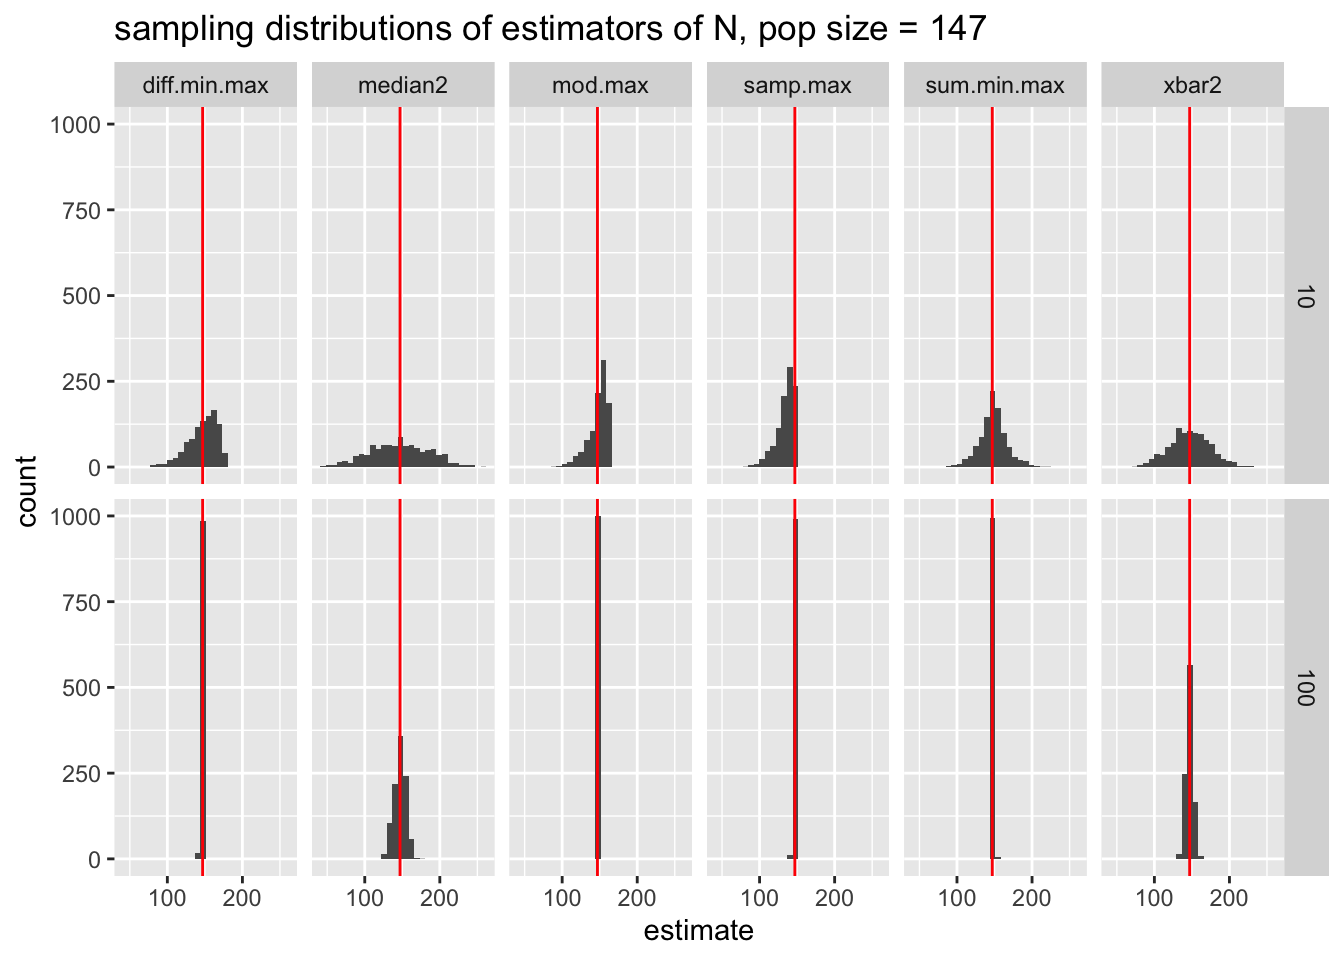 sampling distributions of estimators of N, pop size = 147
diff.min.max median2 mod.max samp.max sum.min.max xbar2
1000
750
500
250
0
10
count
1000
750
500
250
0
100
100 200 100 200 100 200 100 200 100 200 100 200
estimate